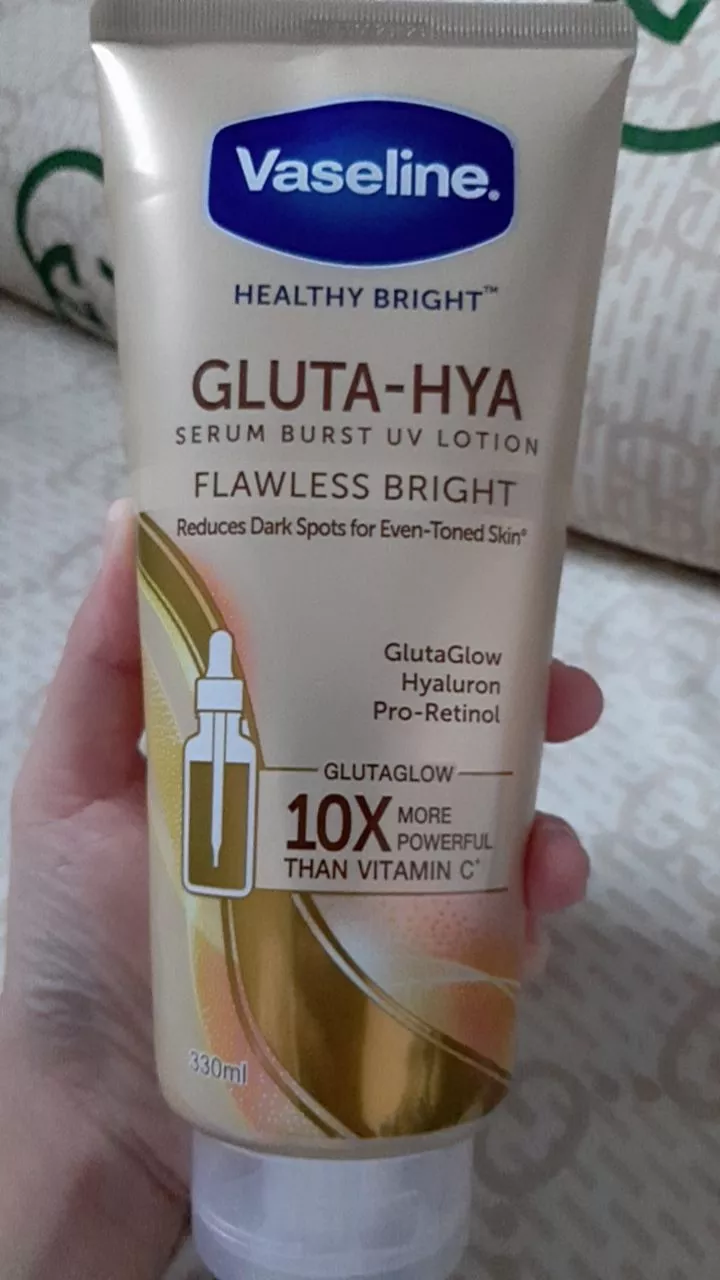 Vaseline.
HEALTHY BRIGHT™
GLUTA-HYA
SERUM BURST UV LOTION
FLAWLESS BRIGHT
Reduces Dark Spots for Even-Toned Skin°
GlutaGlow
Hyaluron
Pro-Retinol
GLUTAGLOW
10X MORE
POWERFUL
THAN VITAMIN C*
330ml